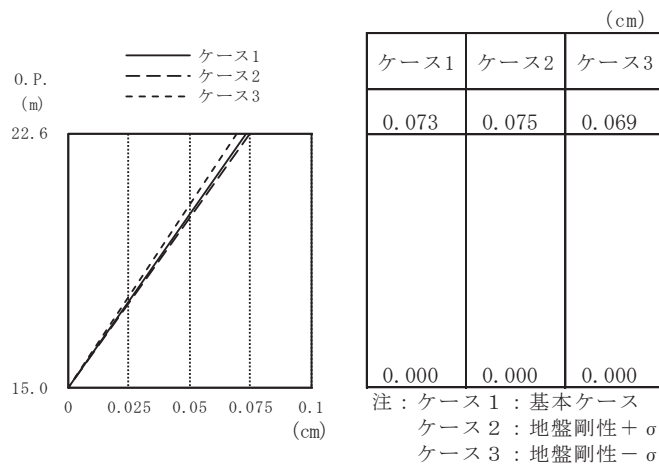 ケース1
ケース2
ケース3
O.P.
(m)
22.6
15.0
0 0.025 0.05 0.075 0.1
(cm)
(cm)
ケース1 ケース2 ケース3
0.073 0.075 0.069
0.000 0.000 0.000
注：ケース１：基本ケース
ケース２：地盤剛性＋σ
ケース３：地盤剛性－σ